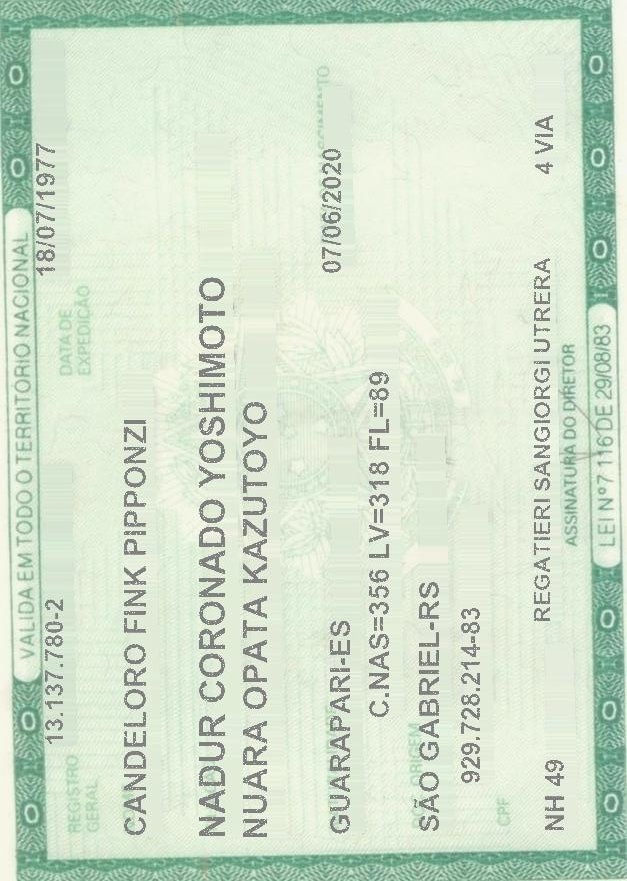 VALIDA EM TODO O TERRITÓRIO NACIONAL
REGISTRO GERAL 13.137.780-2 DATA DE EXPEDIÇÃO 18/07/1977
CANDELORO FINK PIPPONZI
NADUR CORONADO YOSHIMOTO
NUARA OPATA KAZUTOYO
GUARAPARI-ES 07/06/2020
C.NAS=356 LV=318 FL=89
SÃO GABRIEL-RS
CPF 929.728.214-83
NH 49 REGATIERI SANGIORGI UTRERA 4 VIA
ASSINATURA DO DIRETOR
LEI Nº 7 116 DE 29/08/83